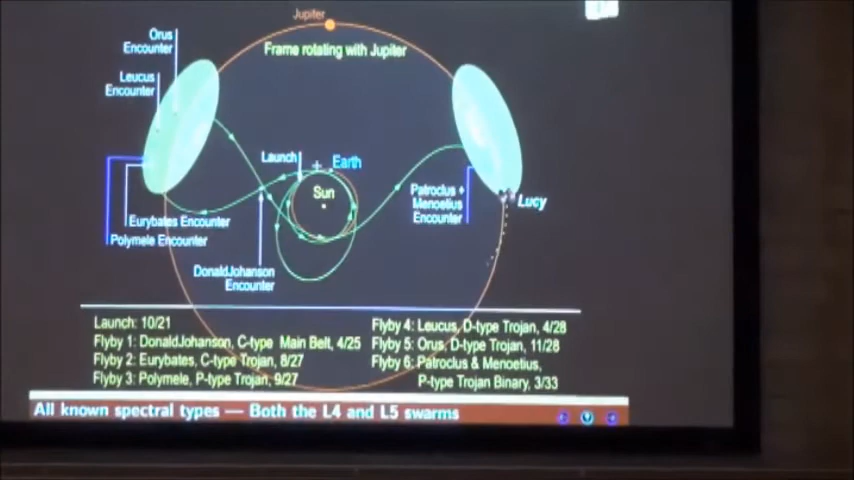 Jupiter
Frame rotating with Jupiter
Orus
Encounter
Leucus
Encounter
Launch
Earth
Sun
Patroclus +
Menoetius
Encounter
Lucy
Eurybates Encounter
Polymele Encounter
DonaldJohanson
Encounter
Launch: 10/21
Flyby 1: DonaldJohanson, C-type Main Belt, 4/25
Flyby 2: Eurybates, C-type Trojan, 8/27
Flyby 3: Polymele, P-type Trojan, 9/27
Flyby 4: Leucus, D-type Trojan, 4/28
Flyby 5: Orus, D-type Trojan, 11/28
Flyby 6: Patroclus & Menoetius,
P-type Trojan Binary, 3/33
All known spectral types — Both the L4 and L5 swarms